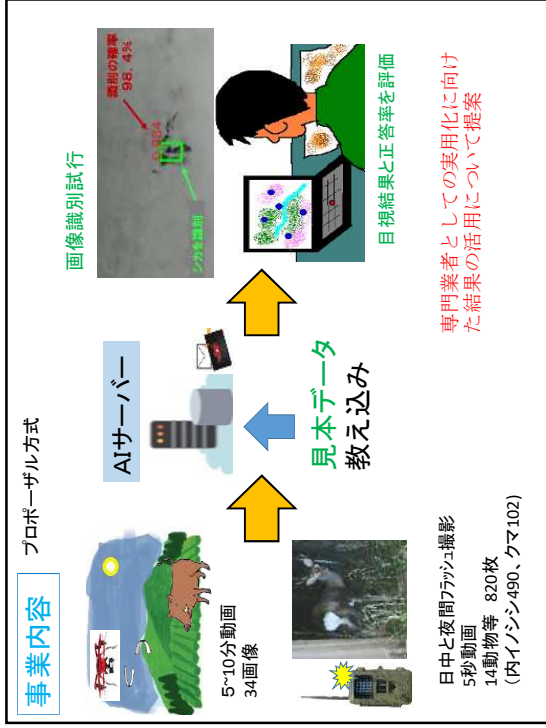 事業内容
プロポーザル方式
5~10分動画
34画像
日中と夜間フラッシュ撮影
5秒動画
14動物等 820枚
(内イノシシ490、クマ102)
AIサーバー
見本データ
教え込み
画像識別試行
識別の確率
98.4%
0.984
シカを識別
目視結果と正答率を評価
専門業者としての実用化に向け
た結果の活用について提案